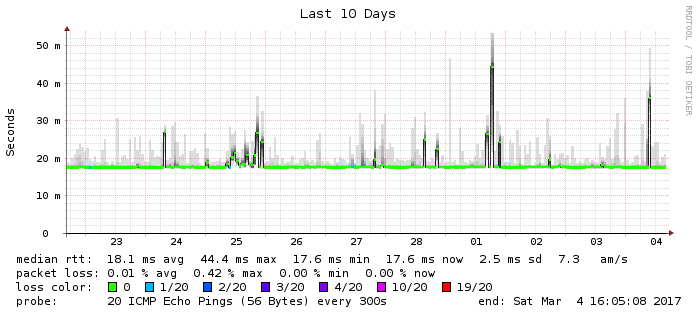 Last 10 Days
RRDTOOL / TOBI OETIKER
Seconds
50 m
40 m
30 m
20 m
10 m
0
23 24 25 26 27 28 01 02 03 04
median rtt: 18.1 ms avg 44.4 ms max 17.6 ms min 17.6 ms now 2.5 ms sd 7.3 am/s
packet loss: 0.01 % avg 0.42 % max 0.00 % min 0.00 % now
loss color: 0 1/20 2/20 3/20 4/20 10/20 19/20
probe: 20 ICMP Echo Pings (56 Bytes) every 300s end: Sat Mar 4 16:05:08 2017